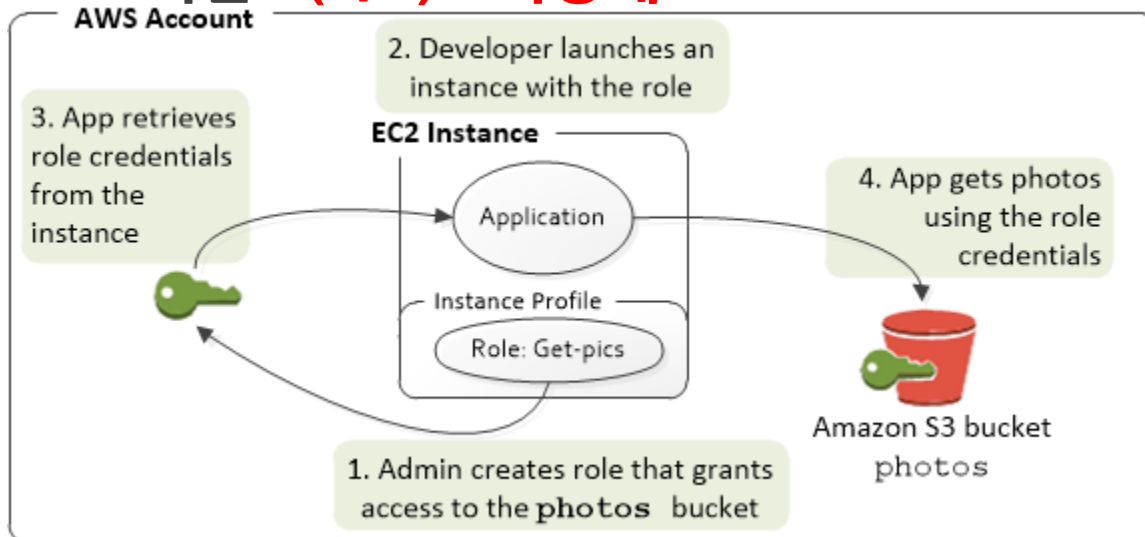 AWS Account
2. Developer launches an
instance with the role
3. App retrieves
role credentials
from the
instance
EC2 Instance
Application
4. App gets photos
using the role
credentials
Instance Profile
Role: Get-pics
Amazon S3 bucket
photos
1. Admin creates role that grants
access to the photos bucket